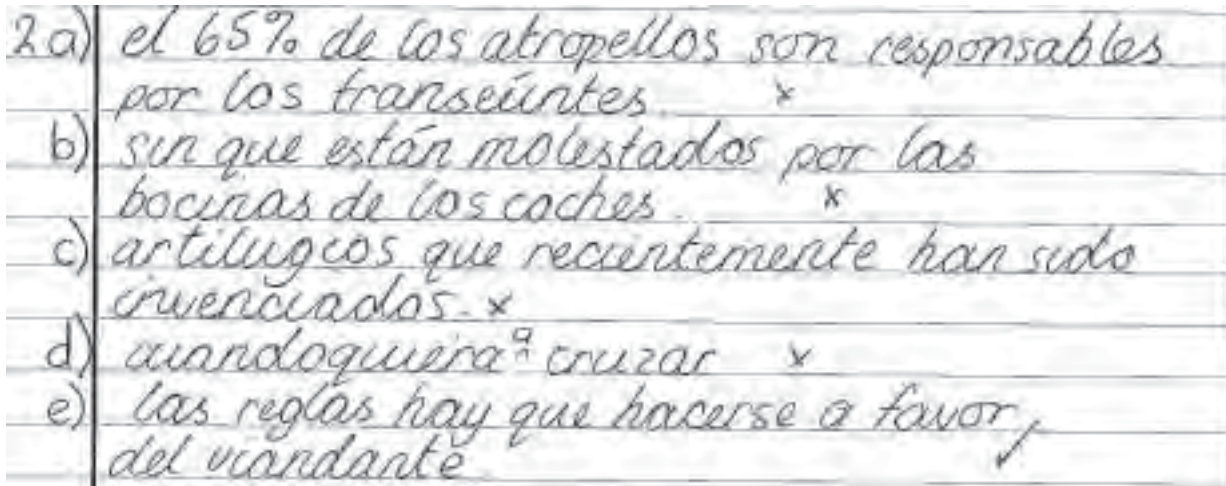 2a) el 65% de los atropellos son responsables
por los transeúntes. x
b) sin que están molestados por las
bocinas de los coches. x
c) artilugios que recientemente han sido
invenciados. x
d) cuandoquiera a cruzar x
e) las reglas hay que hacerse a favor ✓
del viandante.